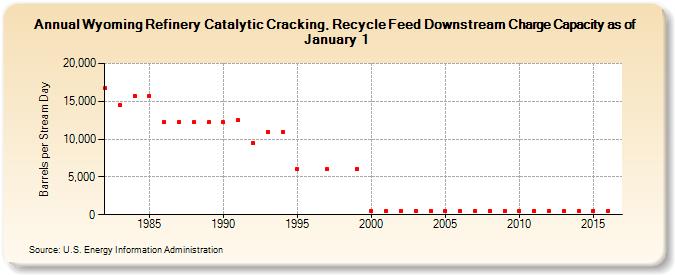 Annual Wyoming Refinery Catalytic Cracking, Recycle Feed Downstream Charge Capacity as of
January 1
Barrels per Stream Day
20,000
15,000
10,000
5,000
0
1985 1990 1995 2000 2005 2010 2015
Source: U.S. Energy Information Administration